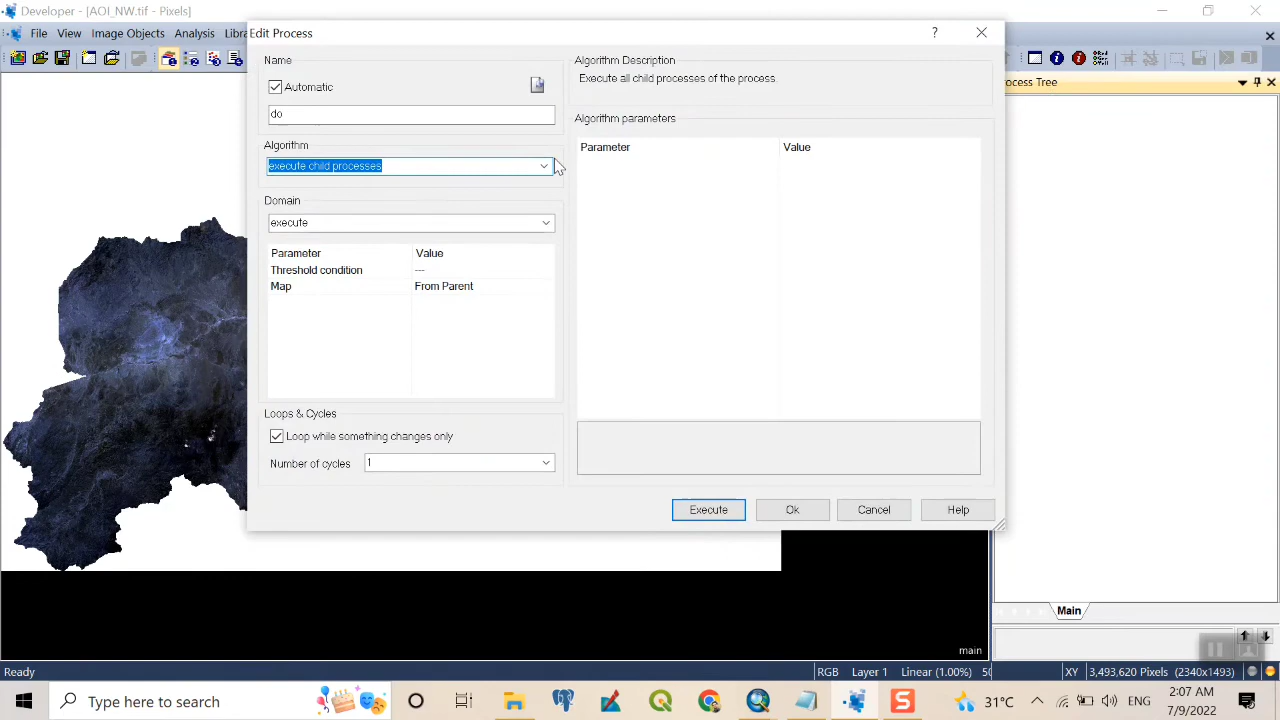 Developer - [AOI_NW.tif - Pixels]
File View Image Objects Analysis Libra
Edit Process
?
Name
Automatic
do
Algorithm
execute child processes
Domain
execute
Parameter Value
Threshold condition ---
Map From Parent
Loops & Cycles
Loop while something changes only
Number of cycles 1
Algorithm Description
Execute all child processes of the process.
Algorithm parameters
Parameter Value
Execute Ok Cancel Help
ocess Tree
Main
main
Ready RGB Layer 1 Linear (1.00%) 50 XY 3,493,620 Pixels (2340x1493)
Type here to search
31°C ENG 2:07 AM
7/9/2022